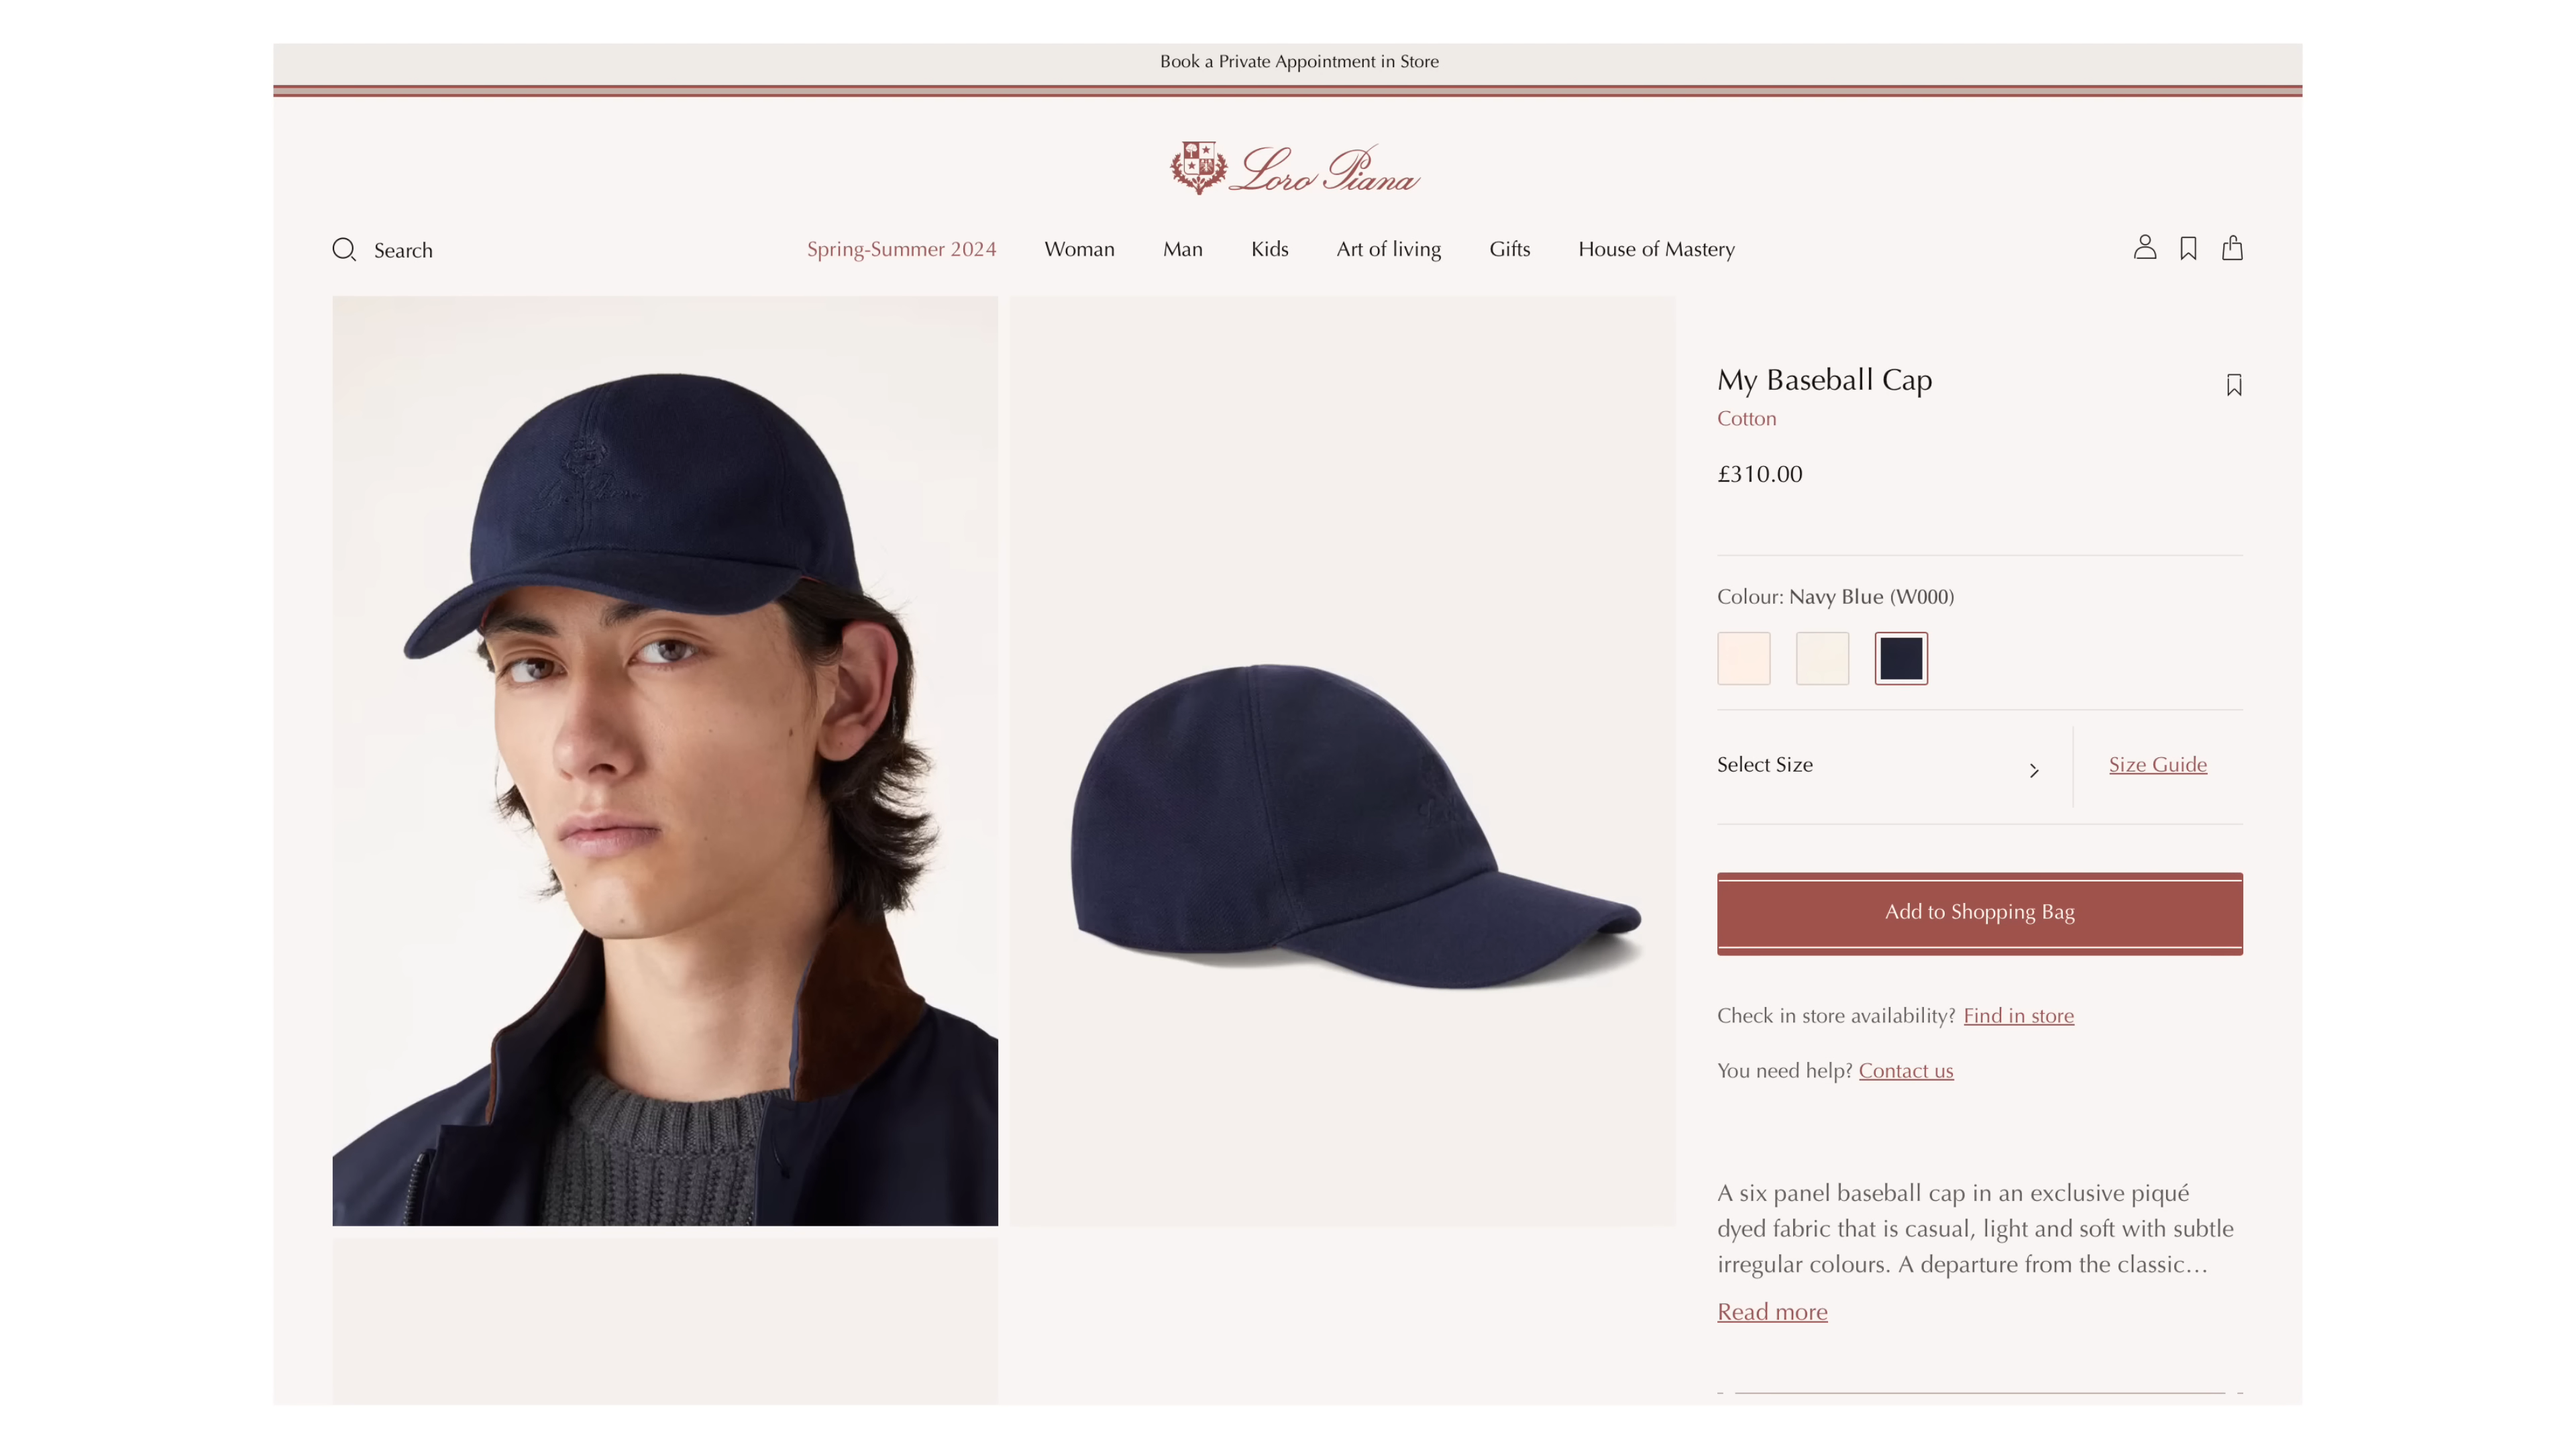 Book a Private Appointment in Store
Loro Piana
Search
Spring-Summer 2024
Woman
Man
Kids
Art of living
Gifts
House of Mastery
My Baseball Cap
Cotton
£310.00
Colour: Navy Blue (W000)
Select Size
Size Guide
Add to Shopping Bag
Check in store availability? Find in store
You need help? Contact us
A six panel baseball cap in an exclusive piqué
dyed fabric that is casual, light and soft with subtle
irregular colours. A departure from the classic...
Read more